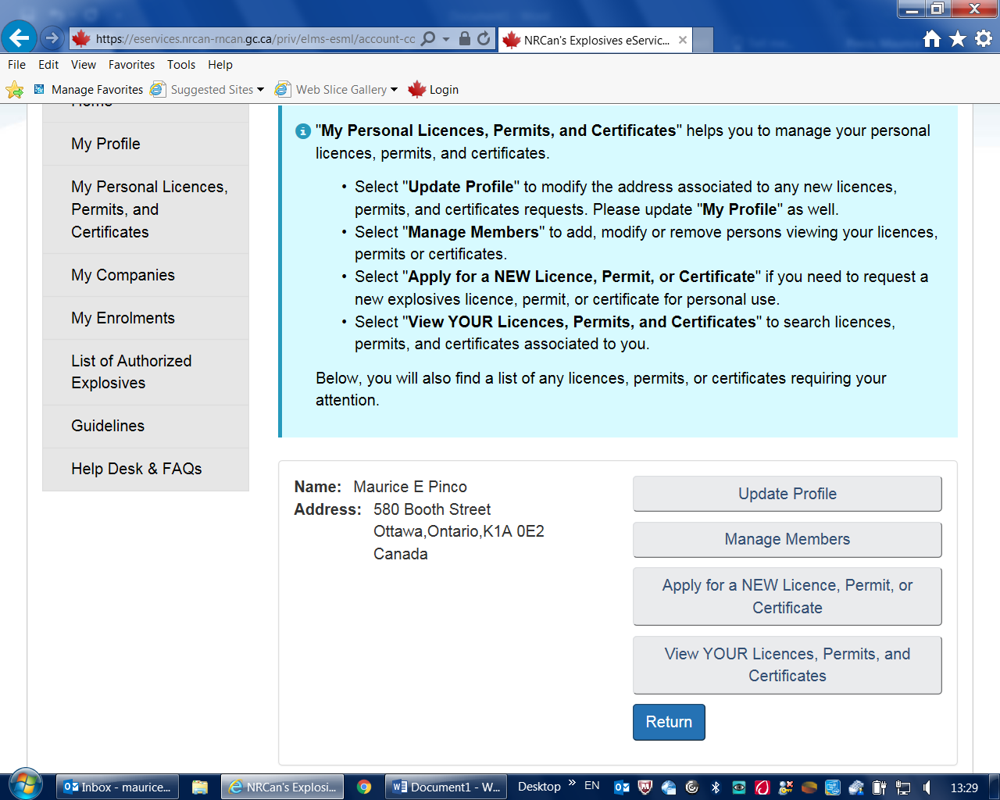 https://eservices.nrcan-rncan.gc.ca/priv/elms-esml/account-cc
NRCan's Explosives eServic...
File Edit View Favorites Tools Help
Manage Favorites Suggested Sites Web Slice Gallery Login
Home
My Profile
My Personal Licences,
Permits, and
Certificates
My Companies
My Enrolments
List of Authorized
Explosives
Guidelines
Help Desk & FAQs
"My Personal Licences, Permits, and Certificates" helps you to manage your personal
licences, permits, and certificates.
• Select "Update Profile" to modify the address associated to any new licences,
permits, and certificates requests. Please update "My Profile" as well.
• Select "Manage Members" to add, modify or remove persons viewing your licences,
permits or certificates.
• Select "Apply for a NEW Licence, Permit, or Certificate" if you need to request a
new explosives licence, permit, or certificate for personal use.
• Select "View YOUR Licences, Permits, and Certificates" to search licences,
permits, and certificates associated to you.
Below, you will also find a list of any licences, permits, or certificates requiring your
attention.
Name: Maurice E Pinco
Address: 580 Booth Street
Ottawa,Ontario,K1A 0E2
Canada
Update Profile
Manage Members
Apply for a NEW Licence, Permit, or
Certificate
View YOUR Licences, Permits, and
Certificates
Return
Inbox - maurice... NRCan's Explosi... Document1 - W... Desktop » EN 13:29